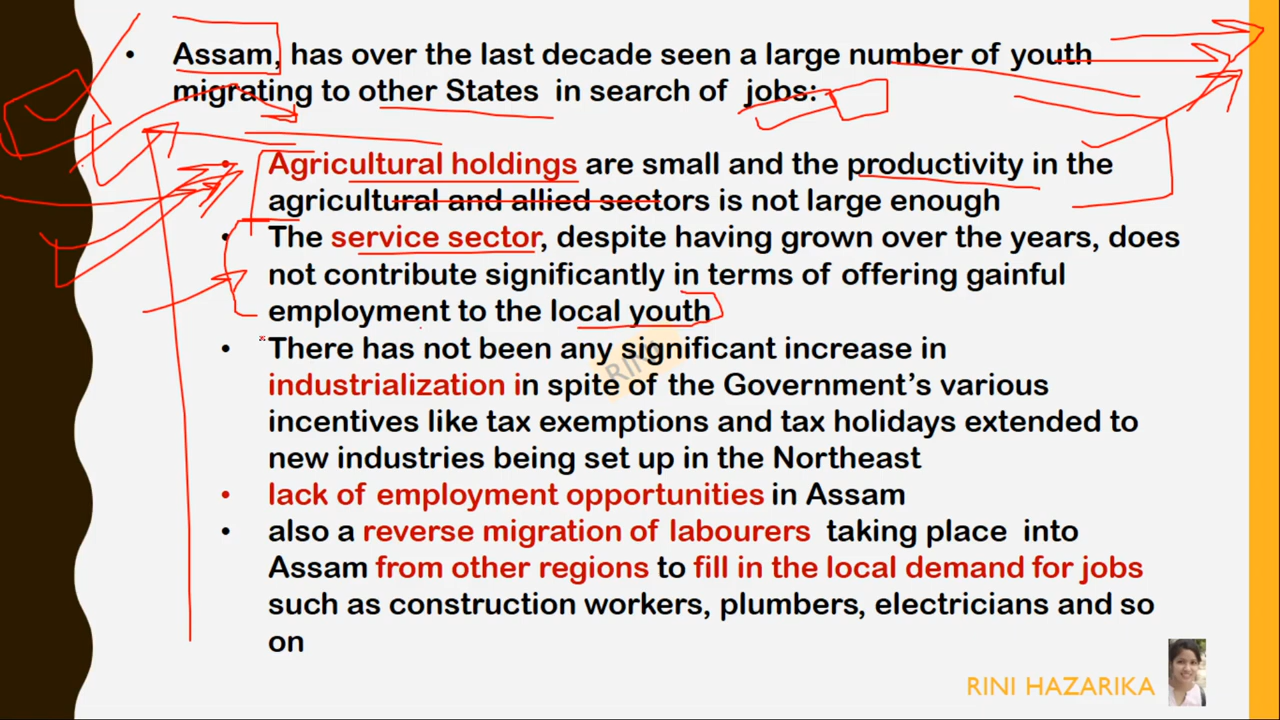 • Assam, has over the last decade seen a large number of youth
migrating to other States in search of jobs:
• Agricultural holdings are small and the productivity in the
agricultural and allied sectors is not large enough
• The service sector, despite having grown over the years, does
not contribute significantly in terms of offering gainful
employment to the local youth
• There has not been any significant increase in
industrialization in spite of the Government's various
incentives like tax exemptions and tax holidays extended to
new industries being set up in the Northeast
• lack of employment opportunities in Assam
• also a reverse migration of labourers taking place into
Assam from other regions to fill in the local demand for jobs
such as construction workers, plumbers, electricians and so
on
RINI
RINI HAZARIKA